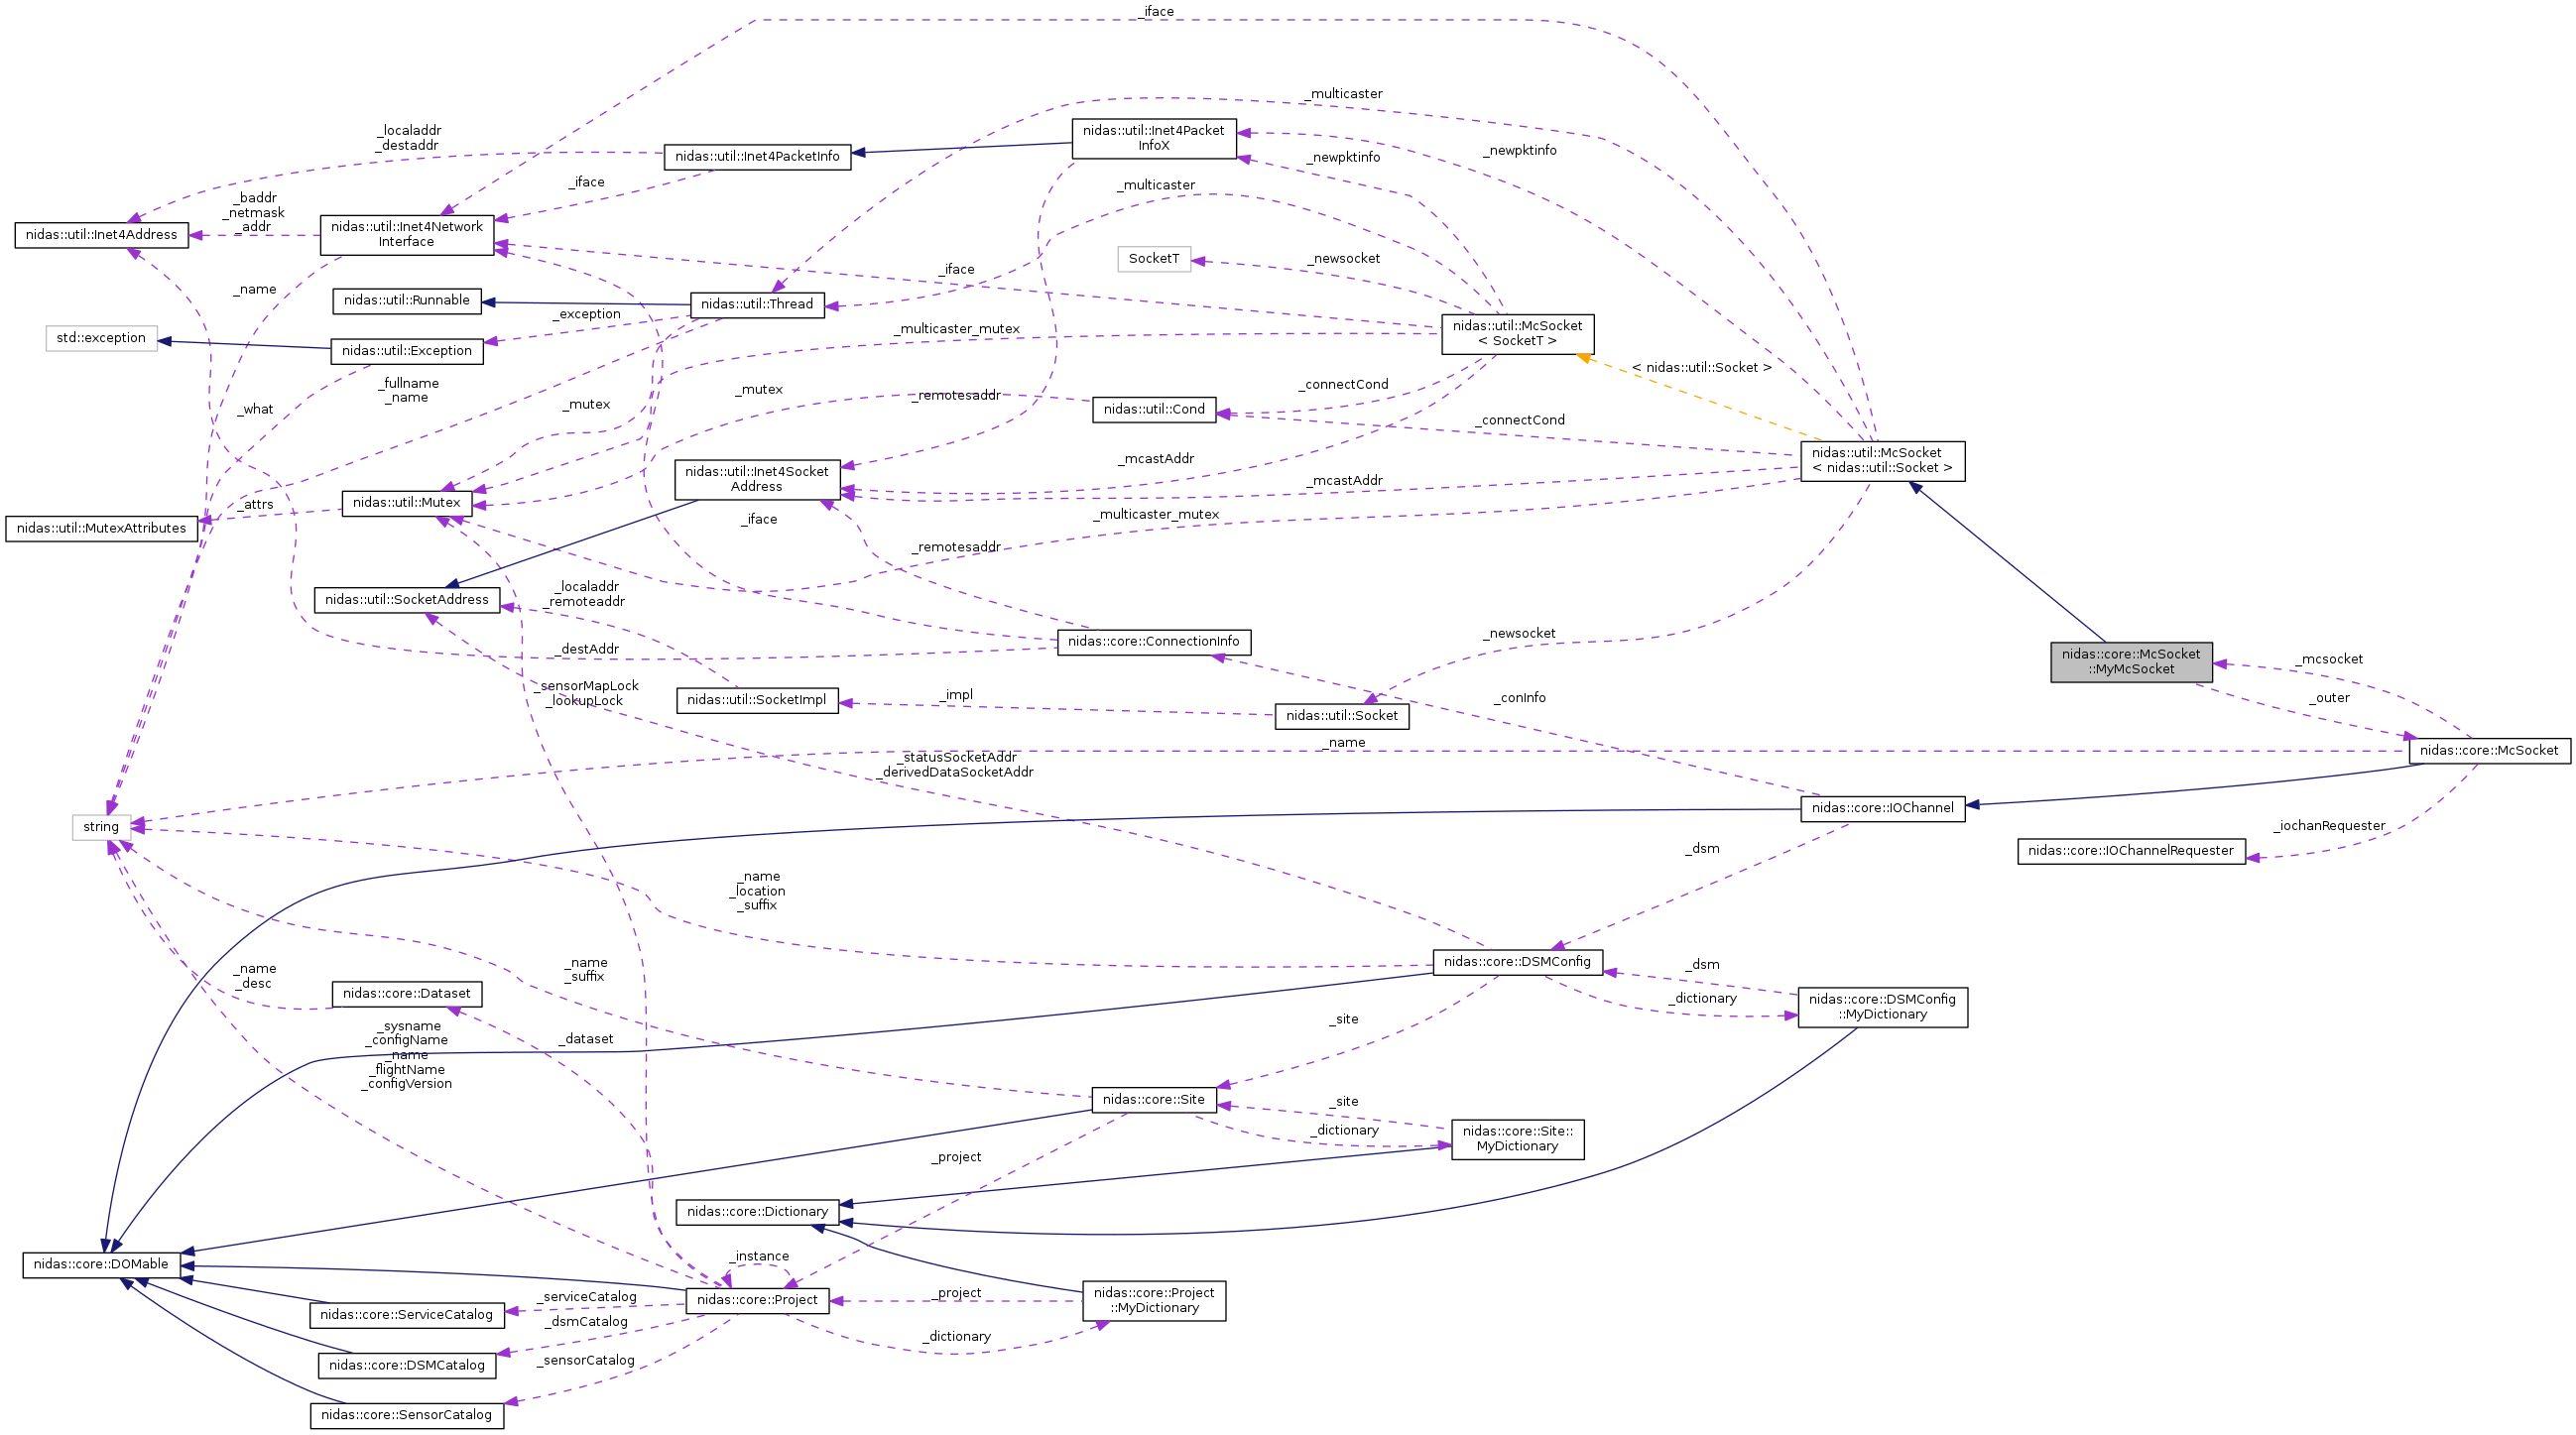 _iface
_multicaster
_localaddr
_destaddr
nidas::util::Inet4PacketInfo
nidas::util::Inet4Packet
InfoX
_newpktinfo
_newpktinfo
_iface
_multicaster
_baddr
_netmask
_addr
nidas::util::Inet4Address
nidas::util::Inet4Network
Interface
SocketT
_newsocket
_iface
_name
nidas::util::Runnable
nidas::util::Thread
_exception
_multicaster_mutex
nidas::util::McSocket
< SocketT >
std::exception
nidas::util::Exception
< nidas::util::Socket >
_fullname
_name
_mutex
_remotesaddr
_connectCond
_what
_mutex
nidas::util::Cond
_connectCond
nidas::util::McSocket
< nidas::util::Socket >
nidas::util::Inet4Socket
Address
_mcastAddr
_mcastAddr
_attrs
nidas::util::Mutex
nidas::util::MutexAttributes
_iface
_multicaster_mutex
_remotesaddr
_localaddr
_remoteaddr
nidas::util::SocketAddress
_destAddr
nidas::core::ConnectionInfo
_newsocket
nidas::core::McSocket
::MyMcSocket
_mcsocket
_outer
_sensorMapLock
_lookupLock
nidas::util::SocketImpl
_impl
nidas::util::Socket
_conInfo
_name
nidas::core::McSocket
_statusSocketAddr
_derivedDataSocketAddr
nidas::core::IOChannel
string
_iochanRequester
nidas::core::IOChannelRequester
_dsm
_name
_location
_suffix
nidas::core::DSMConfig
_dsm
_name
_desc
nidas::core::Dataset
_name
_suffix
_dictionary
nidas::core::DSMConfig
::MyDictionary
_sysname
_configName
_name
_flightName
_configVersion
_dataset
_site
nidas::core::Site
_site
_dictionary
nidas::core::Site::
MyDictionary
_project
nidas::core::Dictionary
_instance
nidas::core::DOMable
nidas::core::Project
_project
nidas::core::Project
::MyDictionary
_serviceCatalog
nidas::core::ServiceCatalog
_dsmCatalog
_dictionary
nidas::core::DSMCatalog
_sensorCatalog
nidas::core::SensorCatalog